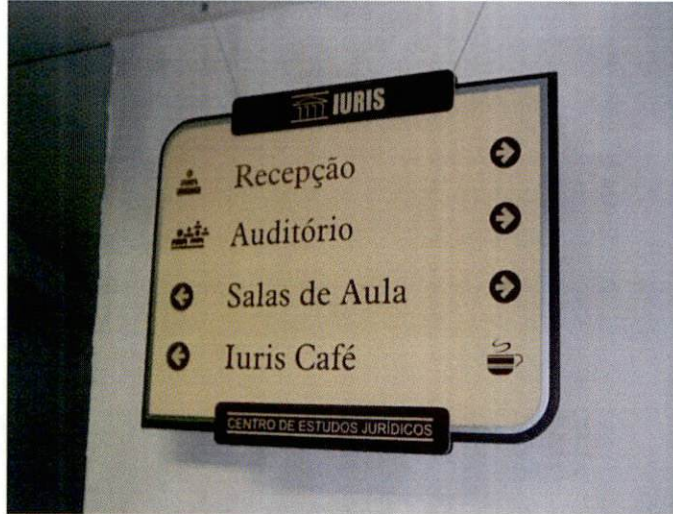 IURIS
Recepção
Auditório
Salas de Aula
Iuris Café
CENTRO DE ESTUDOS JURÍDICOS